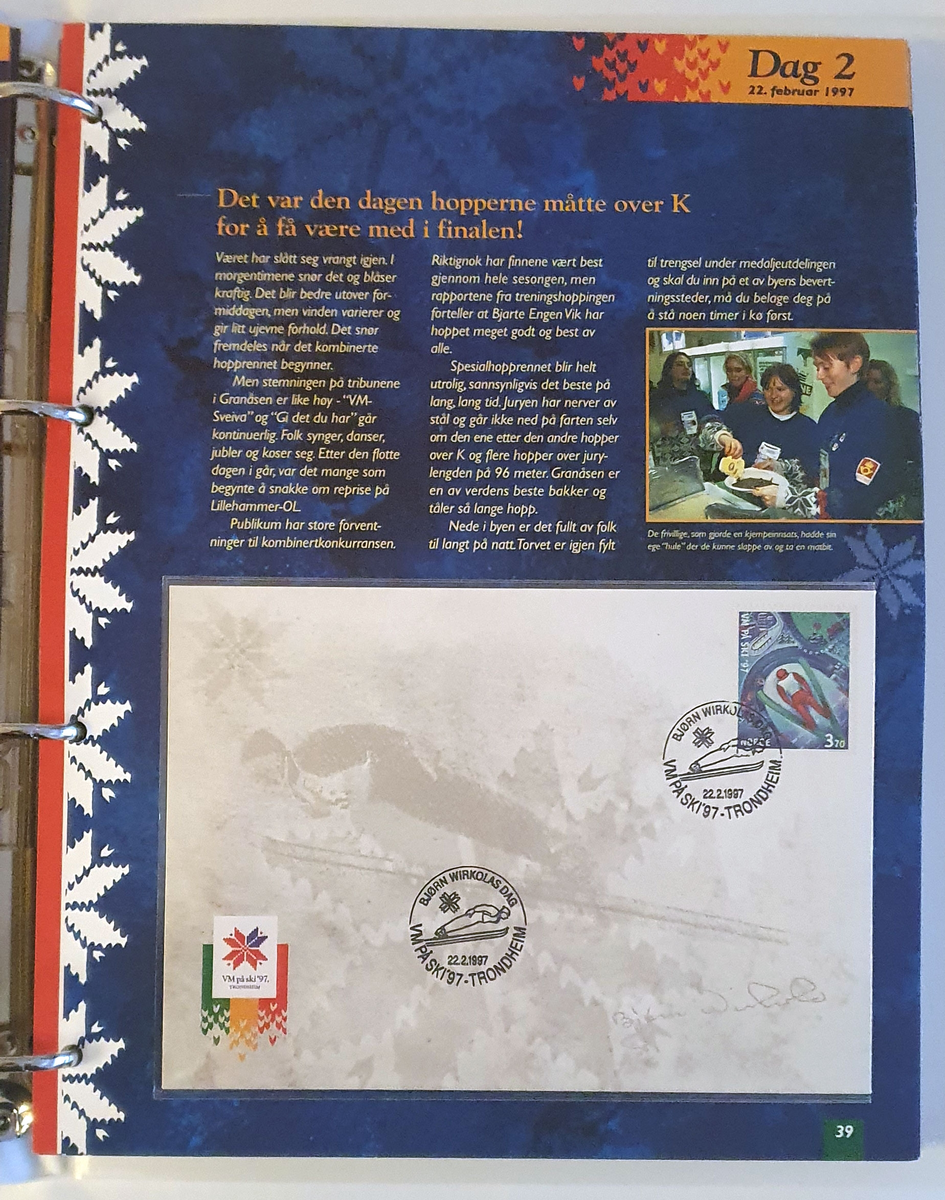 Dag 2
22. februar 1997
Det var den dagen hopperne måtte over K
for å få være med i finalen!
Været har slått seg vrangt igjen. I
morgentimene snør det og blåser
kraftig. Det blir bedre utover for-
middagen, men vinden varierer og
gir litt ujevne forhold. Det snør
fremdeles når det kombinerte
hopprennet begynner.
Men stemningen på tribunene
i Granåsen er like høy - "VM-
Sveiva" og "Gi det du har" går
kontinuerlig. Folk synger, danser,
jubler og koser seg. Etter den flotte
dagen i går, var det mange som
begynte å snakke om reprise på
Lillehammer-OL.
Publikum har store forvent-
ninger til kombinertkonkurransen.
Riktignok har finnene vært best
gjennom hele sesongen, men
rapportene fra treningshoppingen
forteller at Bjarte Engen Vik har
hoppet meget godt og best av
alle.
Spesialhopprennet blir helt
utrolig, sannsynligvis det beste på
lang, lang tid. Juryen har nerver av
stål og går ikke ned på farten selv
om den ene etter den andre hopper
over K og flere hopper over jury-
lengden på 96 meter. Granåsen er
en av verdens beste bakker og
tåler så lange hopp.
Nede i byen er det fullt av folk
til langt på natt. Torvet er igjen fylt
til trengsel under medaljeutdelingen
og skal du inn på et av byens bevert-
ningssteder, må du belage deg på
å stå noen timer i kø først.
De frivillige, som gjorde en kjempeinnsats, hadde sin
ege "hule" der de kunne slappe av og ta en matbit.
VM PÅ SKI '97
NORGE
370
BJØRN WIRKOLAS DAG
22.2.1997
VM PÅ SKI '97 - TRONDHEIM
BJØRN WIRKOLAS DAG
22.2.1997
VM PÅ SKI '97 - TRONDHEIM
VM på ski '97,
TRONDHEIM
Bjørn Wirkola
39